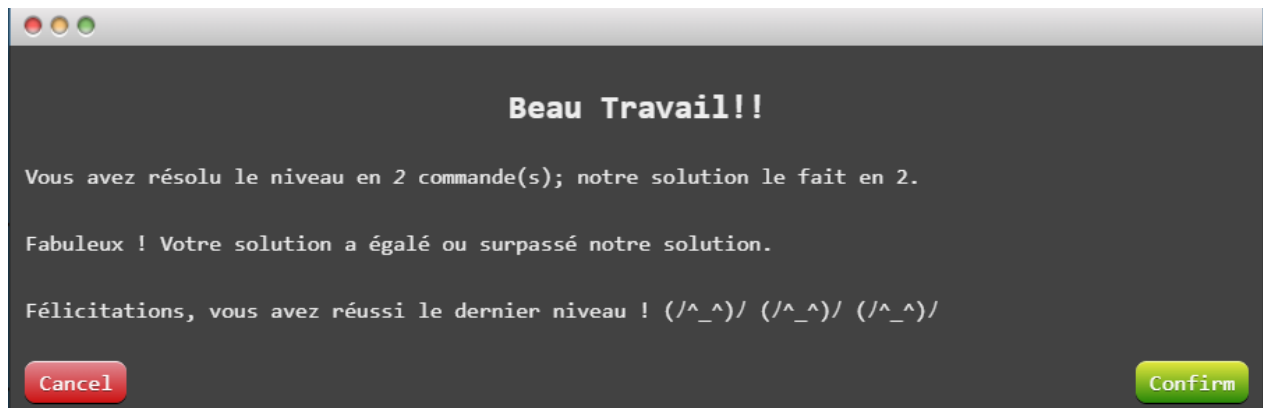 Beau Travail!!
Vous avez résolu le niveau en 2 commande(s); notre solution le fait en 2.
Fabuleux ! Votre solution a égalé ou surpassé notre solution.
Félicitations, vous avez réussi le dernier niveau ! (/^_^)/ (/^_^)/ (/^_^)/
Cancel
Confirm